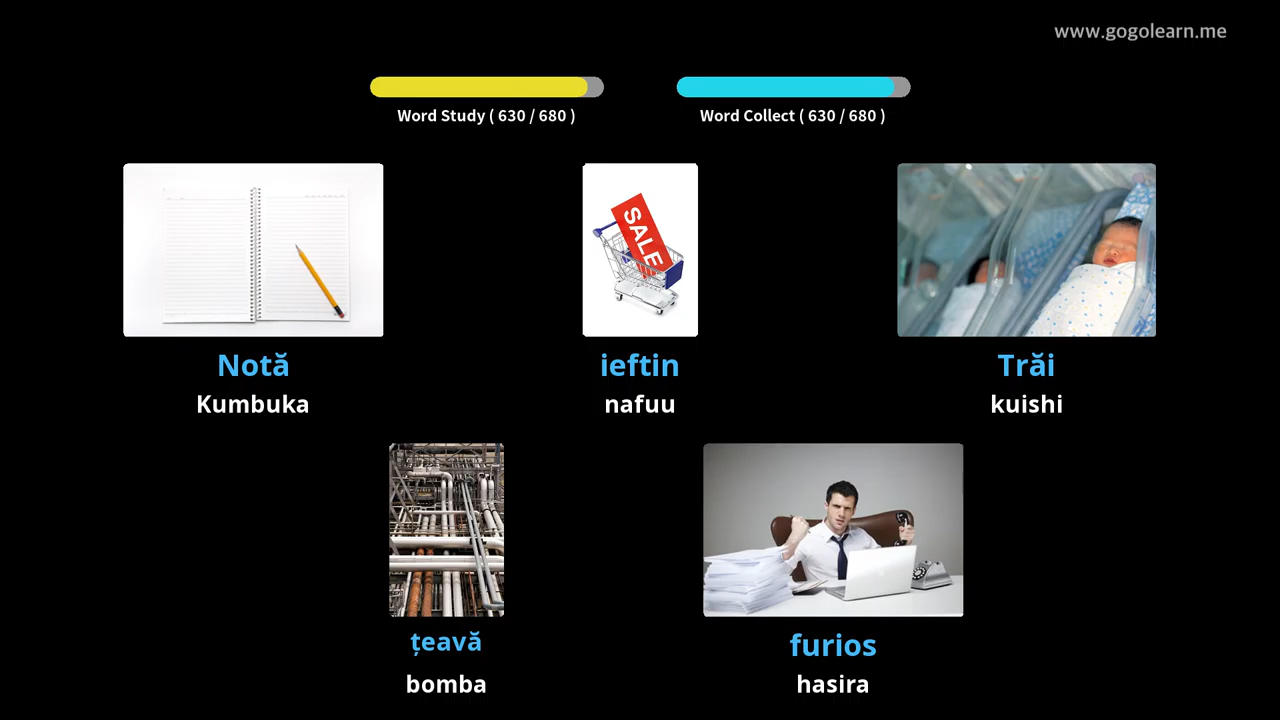 www.gogolearn.me
Word Study ( 630 / 680 )
Word Collect ( 630 / 680 )
SALE
Notă
Kumbuka
ieftin
nafuu
Trăi
kuishi
țeavă
bomba
furios
hasira